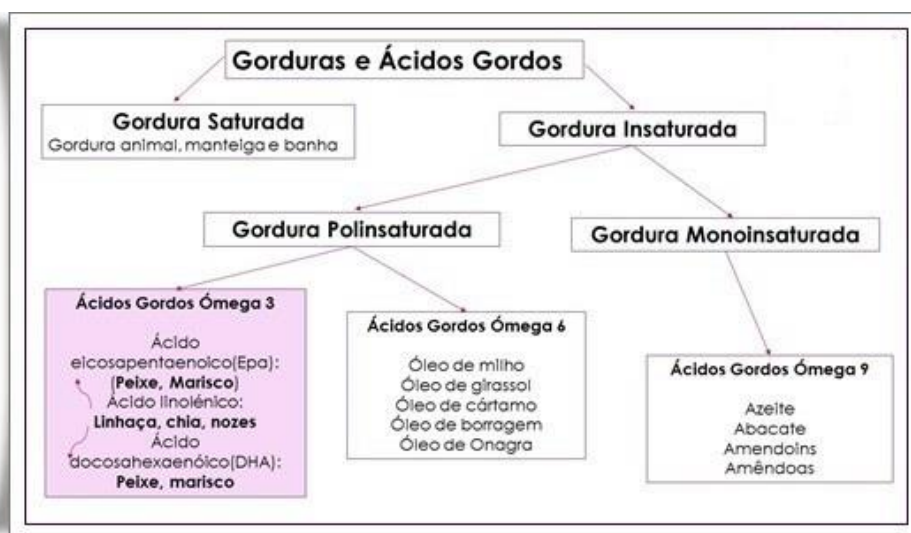 Gorduras e Ácidos Gordos
Gordura Saturada
Gordura animal, manteiga e banha
Gordura Insaturada
Gordura Polinsaturada
Gordura Monoinsaturada
Ácidos Gordos Ómega 3
Ácido
eicosapentaenoico(Epa):
(Peixe, Marisco)
Ácido linolénico:
Linhaça, chia, nozes
Ácido
docosahexaenóico(DHA):
Peixe, marisco
Ácidos Gordos Ómega 6
Óleo de milho
Óleo de girassol
Óleo de cártamo
Óleo de borragem
Óleo de Onagra
Ácidos Gordos Ómega 9
Azeite
Abacate
Amendoins
Amêndoas